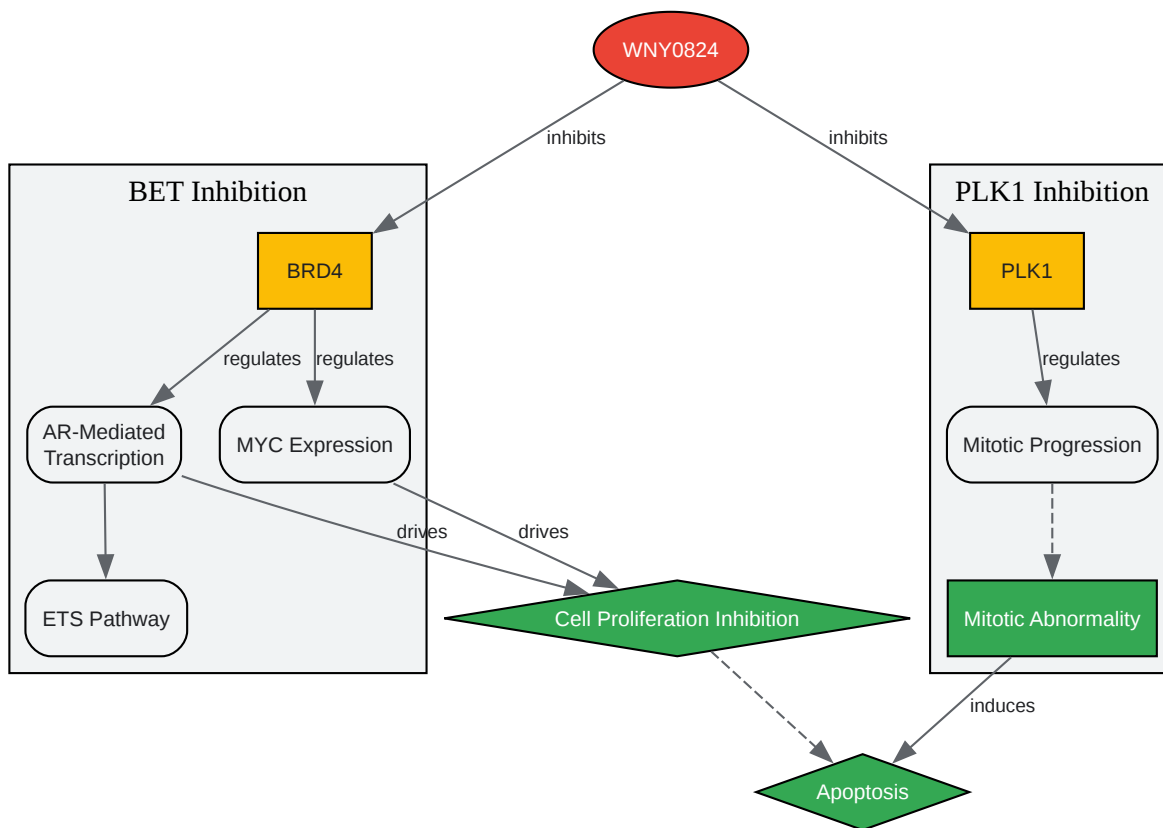 WNY0824
inhibits
inhibits
BET Inhibition
PLK1 Inhibition
BRD4
PLK1
regulates
regulates
regulates
AR-Mediated
Transcription
MYC Expression
Mitotic Progression
drives
drives
ETS Pathway
Cell Proliferation Inhibition
Mitotic Abnormality
induces
Apoptosis